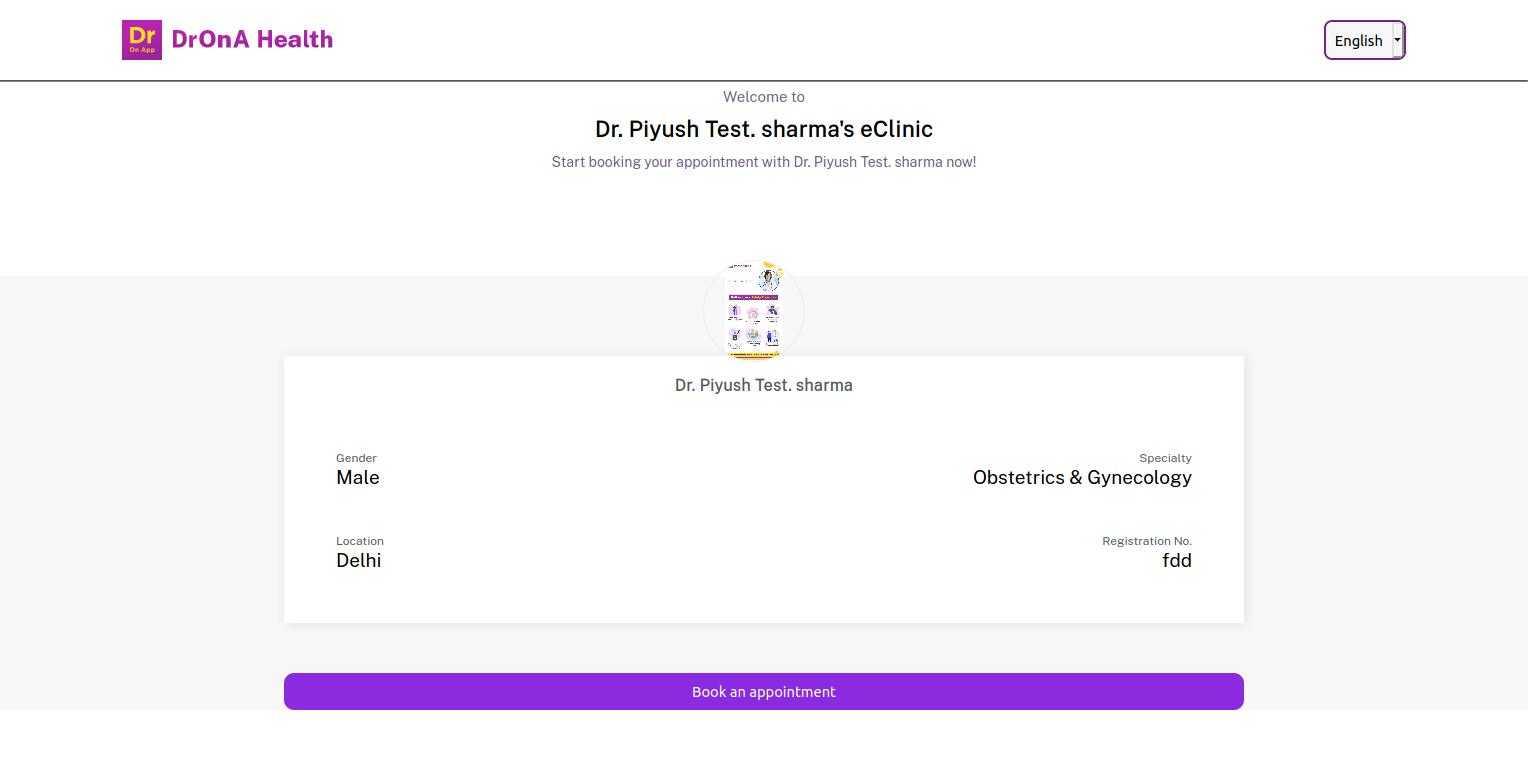 Dr
On App
DrOnA Health
English
Welcome to
Dr. Piyush Test. sharma's eClinic
Start booking your appointment with Dr. Piyush Test. sharma now!
Dr. Piyush Test. sharma
Gender
Male
Specialty
Obstetrics & Gynecology
Location
Delhi
Registration No.
fdd
Book an appointment